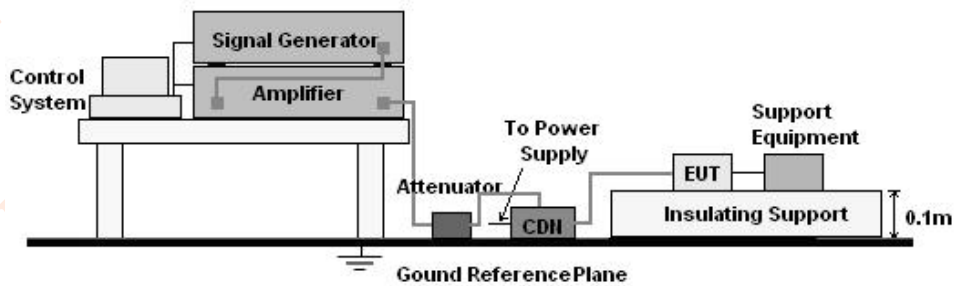 Signal Generator
Control
System
Amplifier
To Power
Supply
Support
Equipment
Attenuator
EUT
CDN
Insulating Support
0.1m
Gound Reference Plane